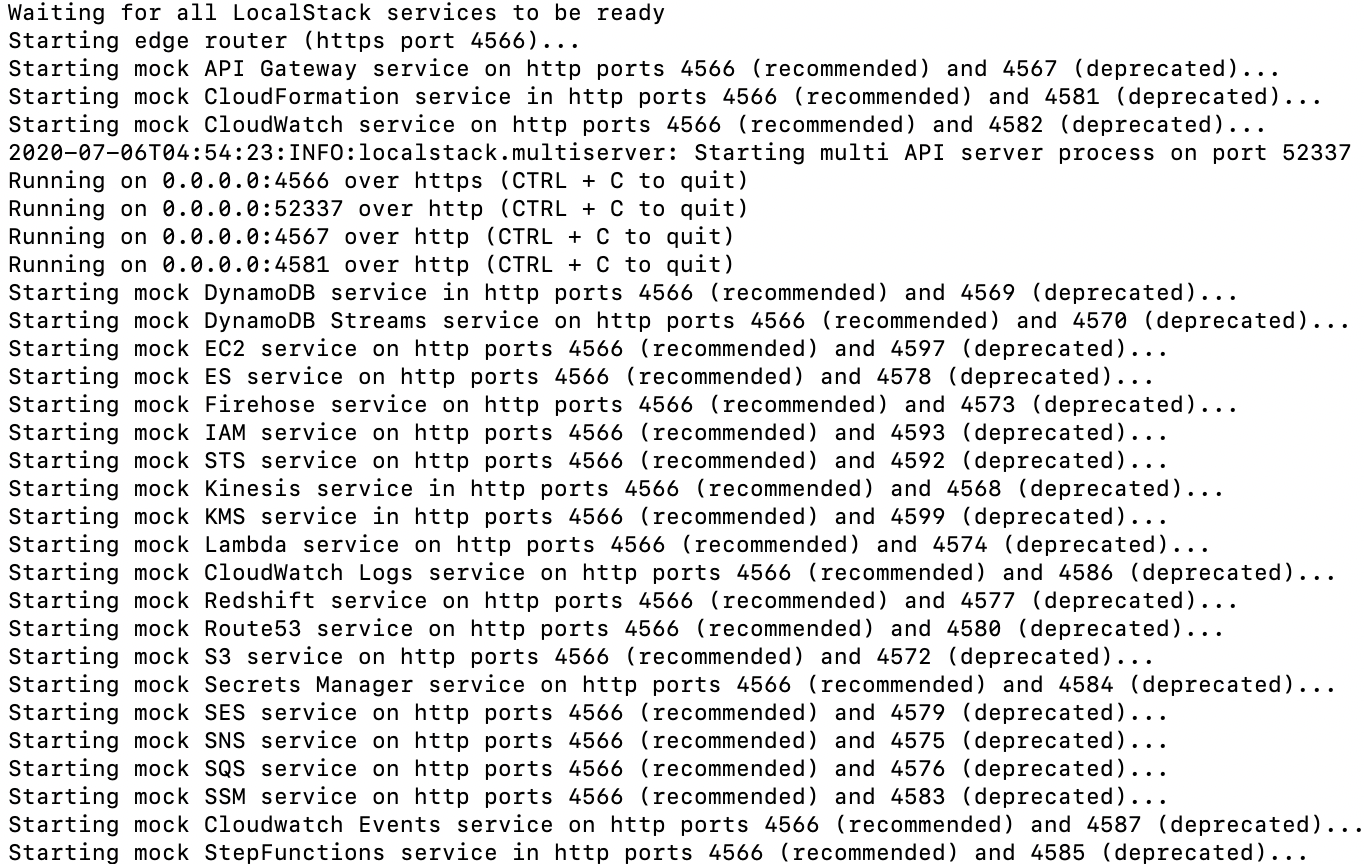 Waiting for all LocalStack services to be ready
Starting edge router (https port 4566)...
Starting mock API Gateway service on http ports 4566 (recommended) and 4567 (deprecated)...
Starting mock CloudFormation service in http ports 4566 (recommended) and 4581 (deprecated)...
Starting mock CloudWatch service on http ports 4566 (recommended) and 4582 (deprecated)...
2020-07-06T04:54:23:INFO:localstack.multiserver: Starting multi API server process on port 52337
Running on 0.0.0.0:4566 over https (CTRL + C to quit)
Running on 0.0.0.0:52337 over http (CTRL + C to quit)
Running on 0.0.0.0:4567 over http (CTRL + C to quit)
Running on 0.0.0.0:4581 over http (CTRL + C to quit)
Starting mock DynamoDB service in http ports 4566 (recommended) and 4569 (deprecated)...
Starting mock DynamoDB Streams service on http ports 4566 (recommended) and 4570 (deprecated)...
Starting mock EC2 service on http ports 4566 (recommended) and 4597 (deprecated)...
Starting mock ES service on http ports 4566 (recommended) and 4578 (deprecated)...
Starting mock Firehose service on http ports 4566 (recommended) and 4573 (deprecated)...
Starting mock IAM service on http ports 4566 (recommended) and 4593 (deprecated)...
Starting mock STS service on http ports 4566 (recommended) and 4592 (deprecated)...
Starting mock Kinesis service in http ports 4566 (recommended) and 4568 (deprecated)...
Starting mock KMS service in http ports 4566 (recommended) and 4599 (deprecated)...
Starting mock Lambda service on http ports 4566 (recommended) and 4574 (deprecated)...
Starting mock CloudWatch Logs service on http ports 4566 (recommended) and 4586 (deprecated)...
Starting mock Redshift service on http ports 4566 (recommended) and 4577 (deprecated)...
Starting mock Route53 service on http ports 4566 (recommended) and 4580 (deprecated)...
Starting mock S3 service on http ports 4566 (recommended) and 4572 (deprecated)...
Starting mock Secrets Manager service on http ports 4566 (recommended) and 4584 (deprecated)...
Starting mock SES service on http ports 4566 (recommended) and 4579 (deprecated)...
Starting mock SNS service on http ports 4566 (recommended) and 4575 (deprecated)...
Starting mock SQS service on http ports 4566 (recommended) and 4576 (deprecated)...
Starting mock SSM service on http ports 4566 (recommended) and 4583 (deprecated)...
Starting mock Cloudwatch Events service on http ports 4566 (recommended) and 4587 (deprecated)...
Starting mock StepFunctions service in http ports 4566 (recommended) and 4585 (deprecated)...